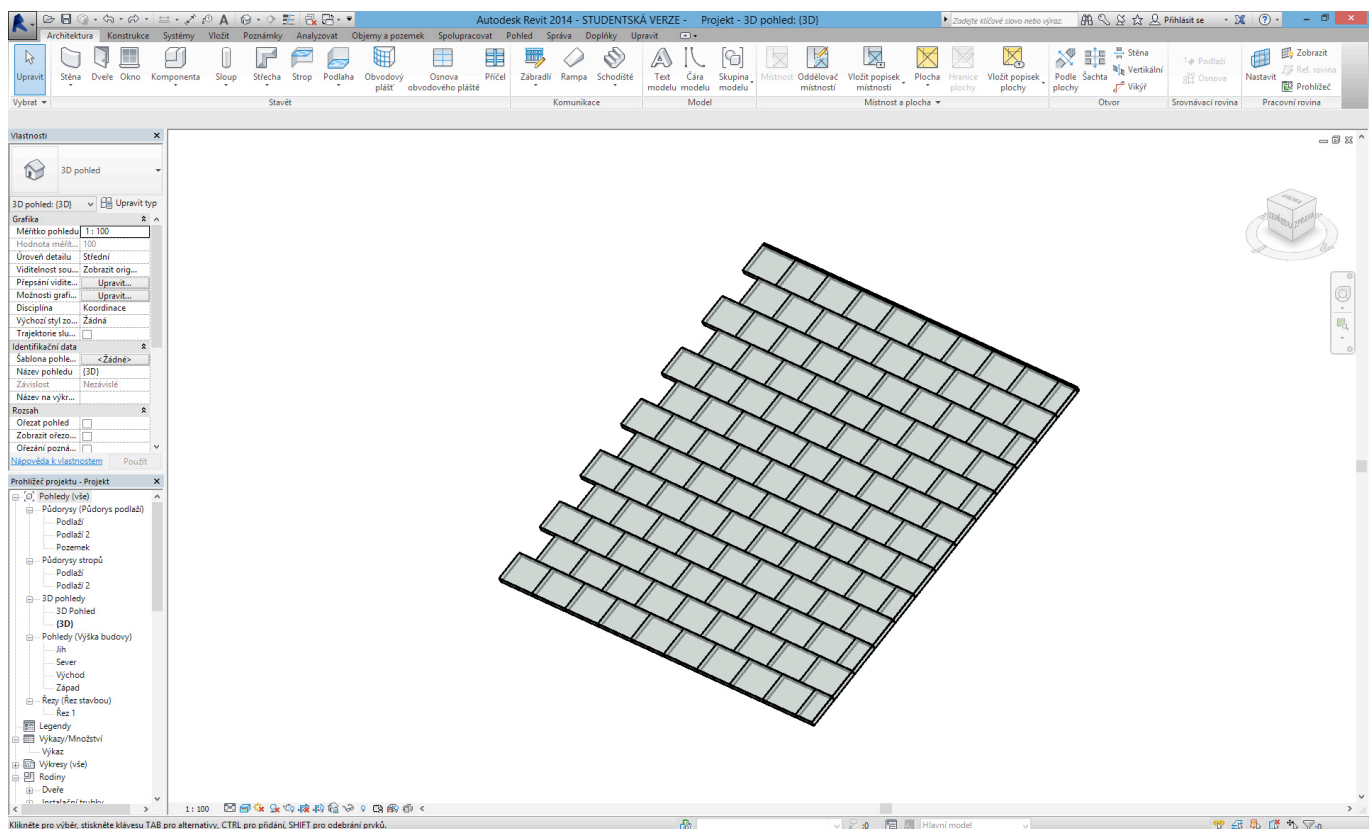 Autodesk Revit 2014 - STUDENTSKÁ VERZE - Projekt - 3D pohled: {3D}
Zadejte klíčové slovo nebo výraz.
Přihlásit se
Architektura Konstrukce Systémy Vložit Poznámky Analyzovat Objemy a pozemek Spolupracovat Pohled Správa Doplňky Upravit
Upravit
Stěna Dveře Okno Komponenta Sloup Střecha Strop Podlaha Obvodový plášť Osnova obvodového pláště Příčel
Zábradlí Rampa Schodiště
Text modelu Čára modelu Skupina modelu
Místnost Oddělovač místností Vložit popisek místnosti Plocha Hranice plochy Vložit popisek plochy
Podle plochy Šachta Stěna Vertikální Vikýř
Podlaží Osnova
Nastavit Zobrazit Ref. rovina Prohlížeč
Vybrat Stavět Komunikace Model Místnost a plocha Otvor Srovnávací rovina Pracovní rovina
Vlastnosti
3D pohled
3D pohled: {3D} Upravit typ
Grafika
Měřítko pohledu 1 : 100
Hodnota měřít... 100
Úroveň detailu Střední
Viditelnost sou... Zobrazit orig...
Přepsání vidite... Upravit...
Možnosti grafi... Upravit...
Disciplína Koordinace
Výchozí styl zo... Žádná
Trajektorie slu...
Identifikační data
Šablona pohle... <Žádné>
Název pohledu {3D}
Závislost Nezávislé
Název na výkr...
Rozsah
Ořezat pohled
Zobrazit ořezo...
Ořezání pozná...
Nápověda k vlastnostem Použít
Prohlížeč projektu - Projekt
Pohledy (vše)
Půdorysy (Půdorys podlaží)
Podlaží
Podlaží 2
Pozemek
Půdorysy stropů
Podlaží
Podlaží 2
3D pohledy
3D Pohled
{3D}
Pohledy (Výška budovy)
Jih
Sever
Východ
Západ
Řezy (Řez stavbou)
Řez 1
Legendy
Výkazy/Množství
Výkaz
Výkresy (vše)
Rodiny
Dveře
Instalační trubky
ZPRAVA
1 : 100
Klikněte pro výběr, stiskněte klávesu TAB pro alternativy, CTRL pro přidání, SHIFT pro odebrání prvků.
:0 Hlavní model :0